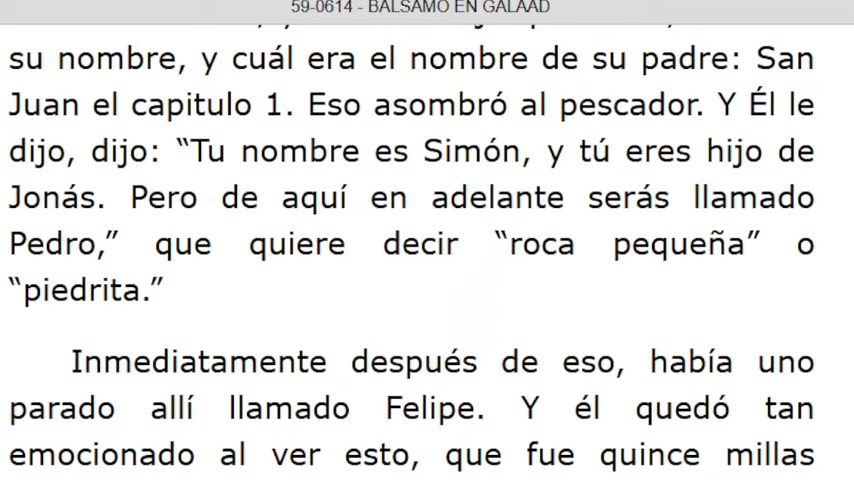 59-0614 - BALSAMO EN GALAAD
su nombre, y cuál era el nombre de su padre: San
Juan el capitulo 1. Eso asombró al pescador. Y Él le
dijo, dijo: “Tu nombre es Simón, y tú eres hijo de
Jonás. Pero de aquí en adelante serás llamado
Pedro,” que quiere decir “roca pequeña” o
“piedrita.”
Inmediatamente después de eso, había uno
parado allí llamado Felipe. Y él quedó tan
emocionado al ver esto, que fue quince millas